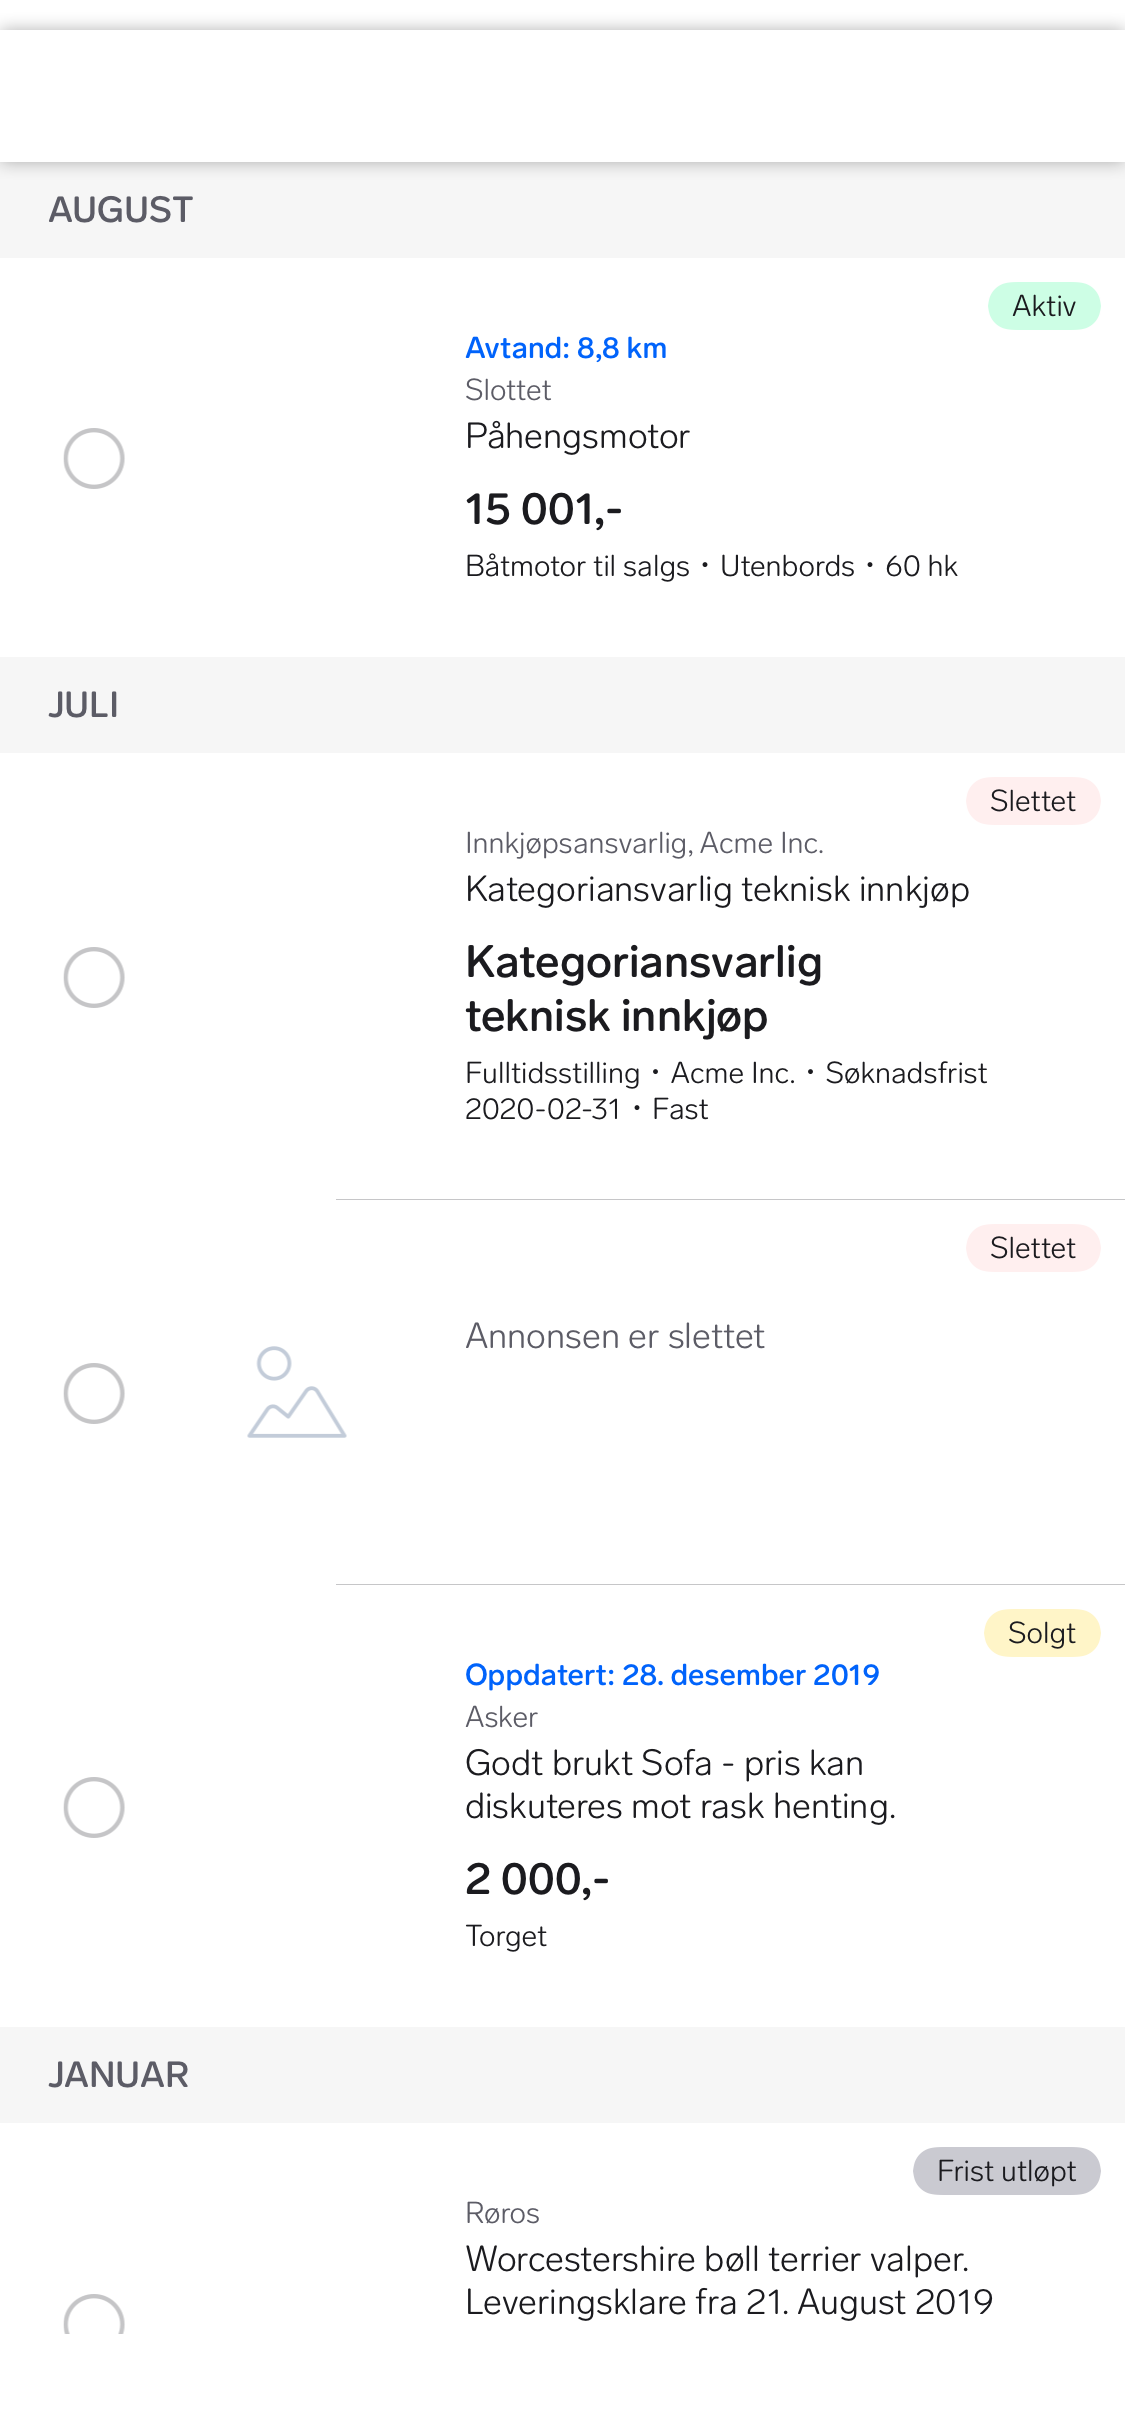 AUGUST
Aktiv
Avtand: 8,8 km
Slottet
Påhengsmotor
15 001,-
Båtmotor til salgs • Utenbords • 60 hk
JULI
Slettet
Innkjøpsansvarlig, Acme Inc.
Kategoriansvarlig teknisk innkjøp
Kategoriansvarlig
teknisk innkjøp
Fulltidsstilling • Acme Inc. • Søknadsfrist
2020-02-31 • Fast
Slettet
Annonsen er slettet
Solgt
Oppdatert: 28. desember 2019
Asker
Godt brukt Sofa - pris kan
diskuteres mot rask henting.
2 000,-
Torget
JANUAR
Frist utløpt
Røros
Worcestershire bøll terrier valper.
Leveringsklare fra 21. August 2019